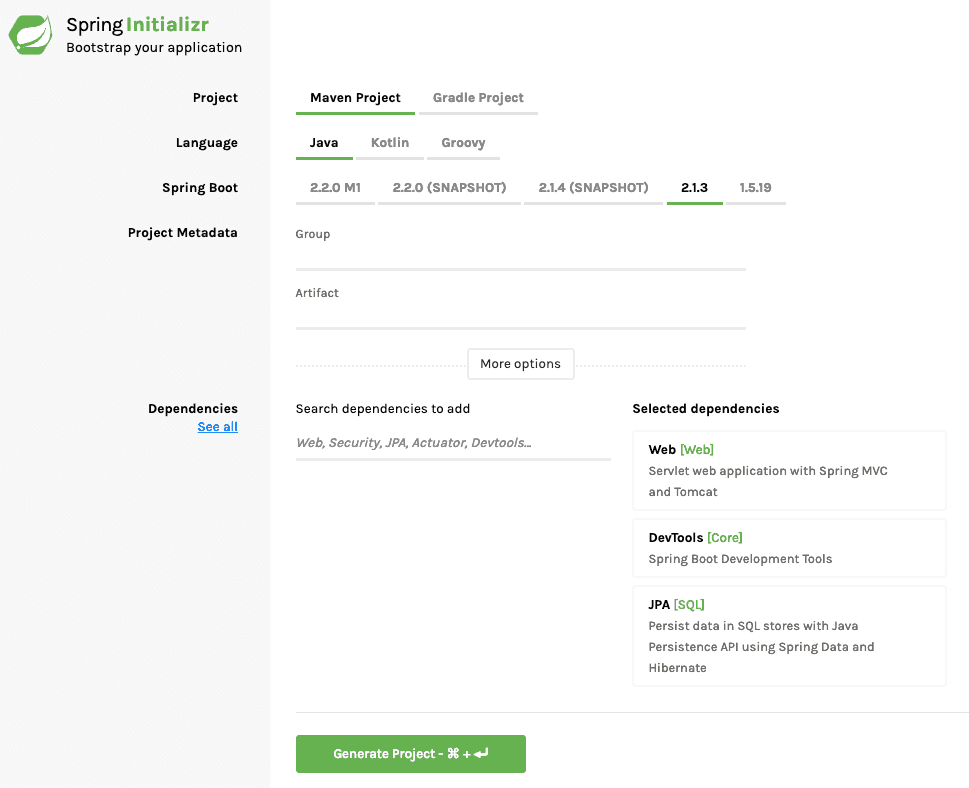 Spring Initializr
Bootstrap your application
Project
Maven Project Gradle Project
Language
Java Kotlin Groovy
Spring Boot
2.2.0 M1 2.2.0 (SNAPSHOT) 2.1.4 (SNAPSHOT) 2.1.3 1.5.19
Project Metadata
Group
Artifact
More options
Dependencies
See all
Search dependencies to add
Web, Security, JPA, Actuator, Devtools...
Selected dependencies
Web [Web]
Servlet web application with Spring MVC
and Tomcat
DevTools [Core]
Spring Boot Development Tools
JPA [SQL]
Persist data in SQL stores with Java
Persistence API using Spring Data and
Hibernate
Generate Project - ⌘ + ↵